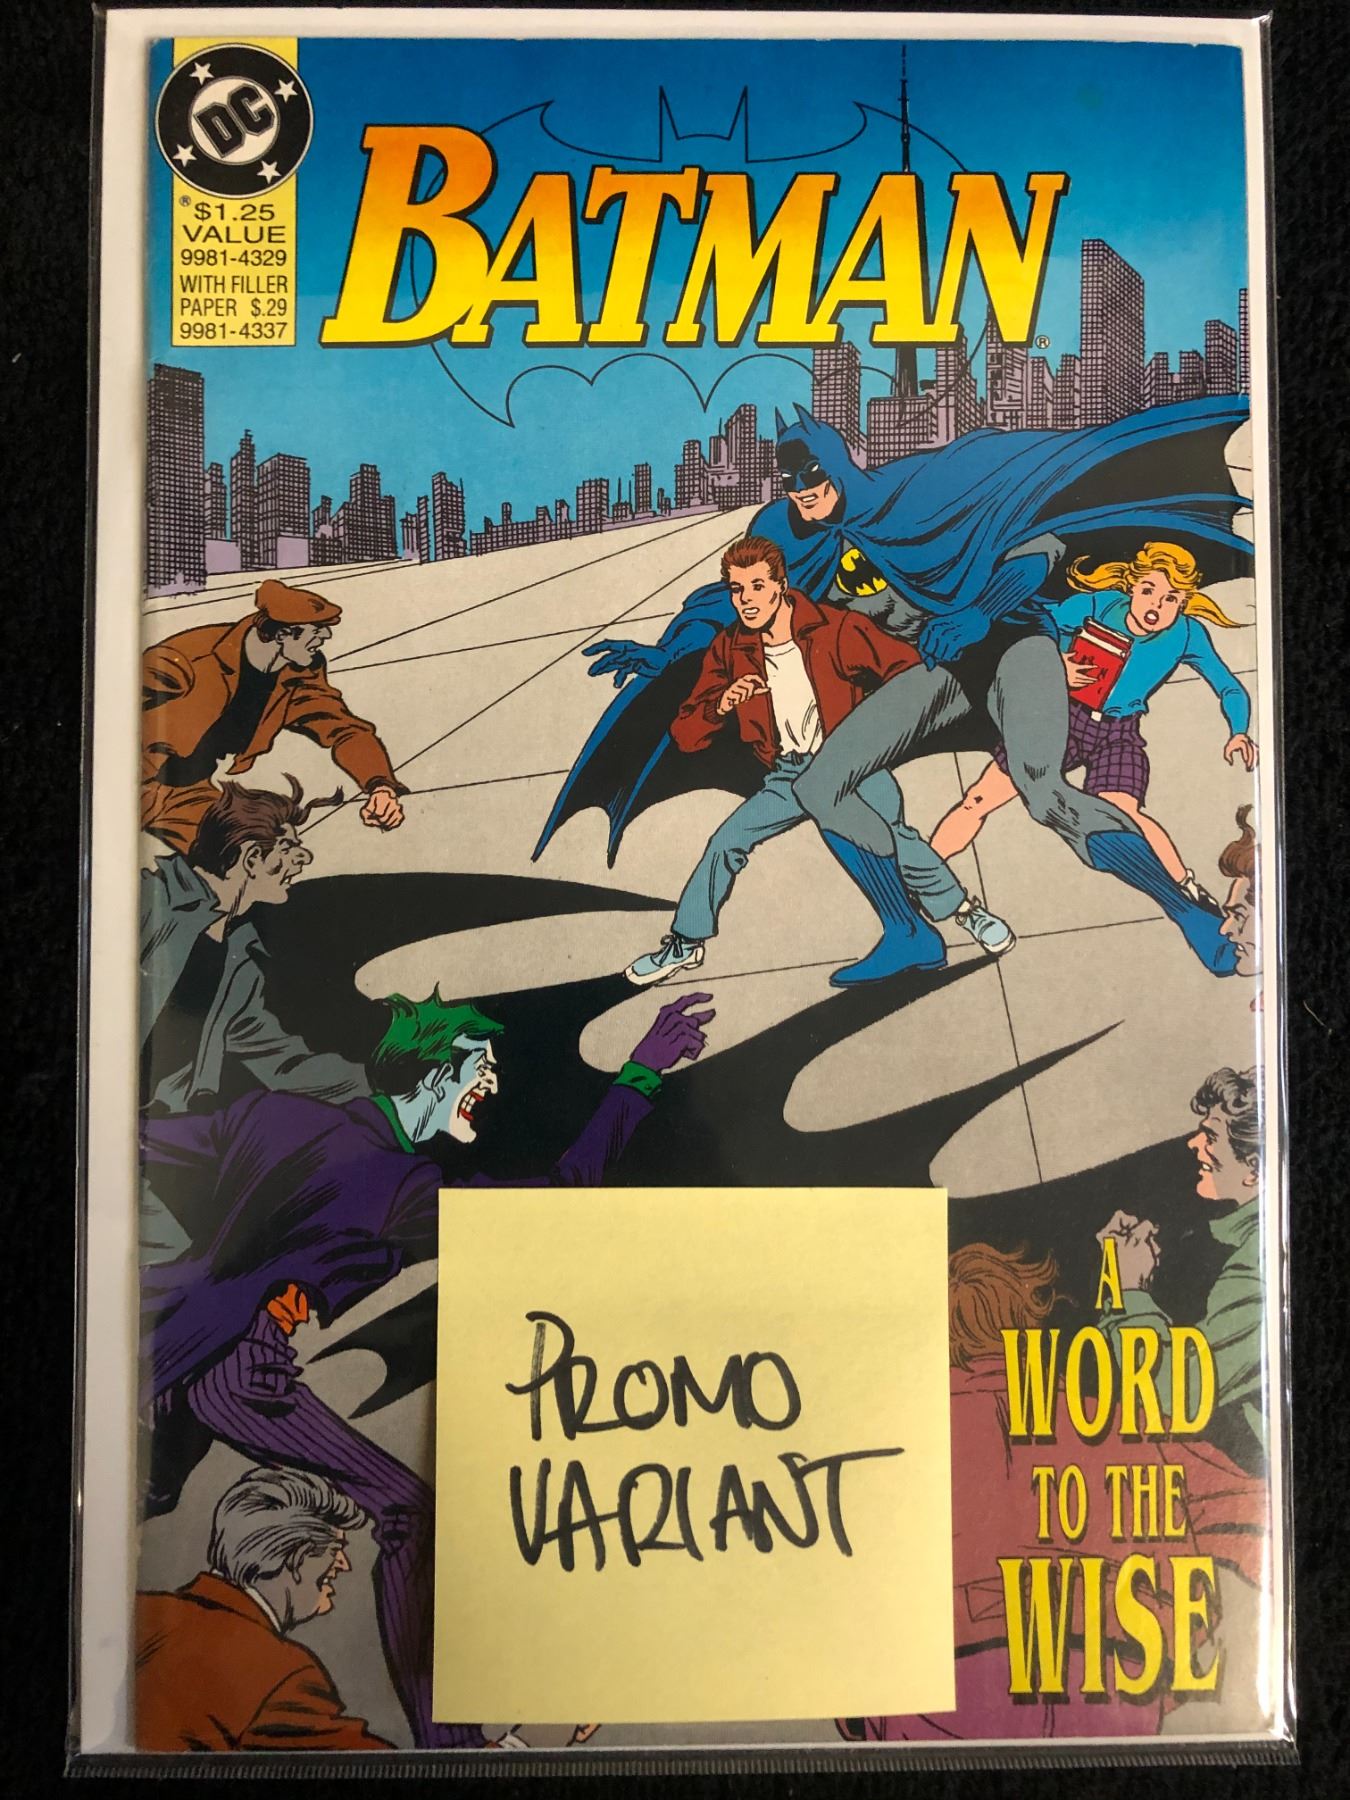 DC
®
$1.25
VALUE
9981-4329
WITH FILLER
PAPER $.29
9981-4337
BATMAN®
PROMO
VARIANT
A
WORD
TO THE
WISE